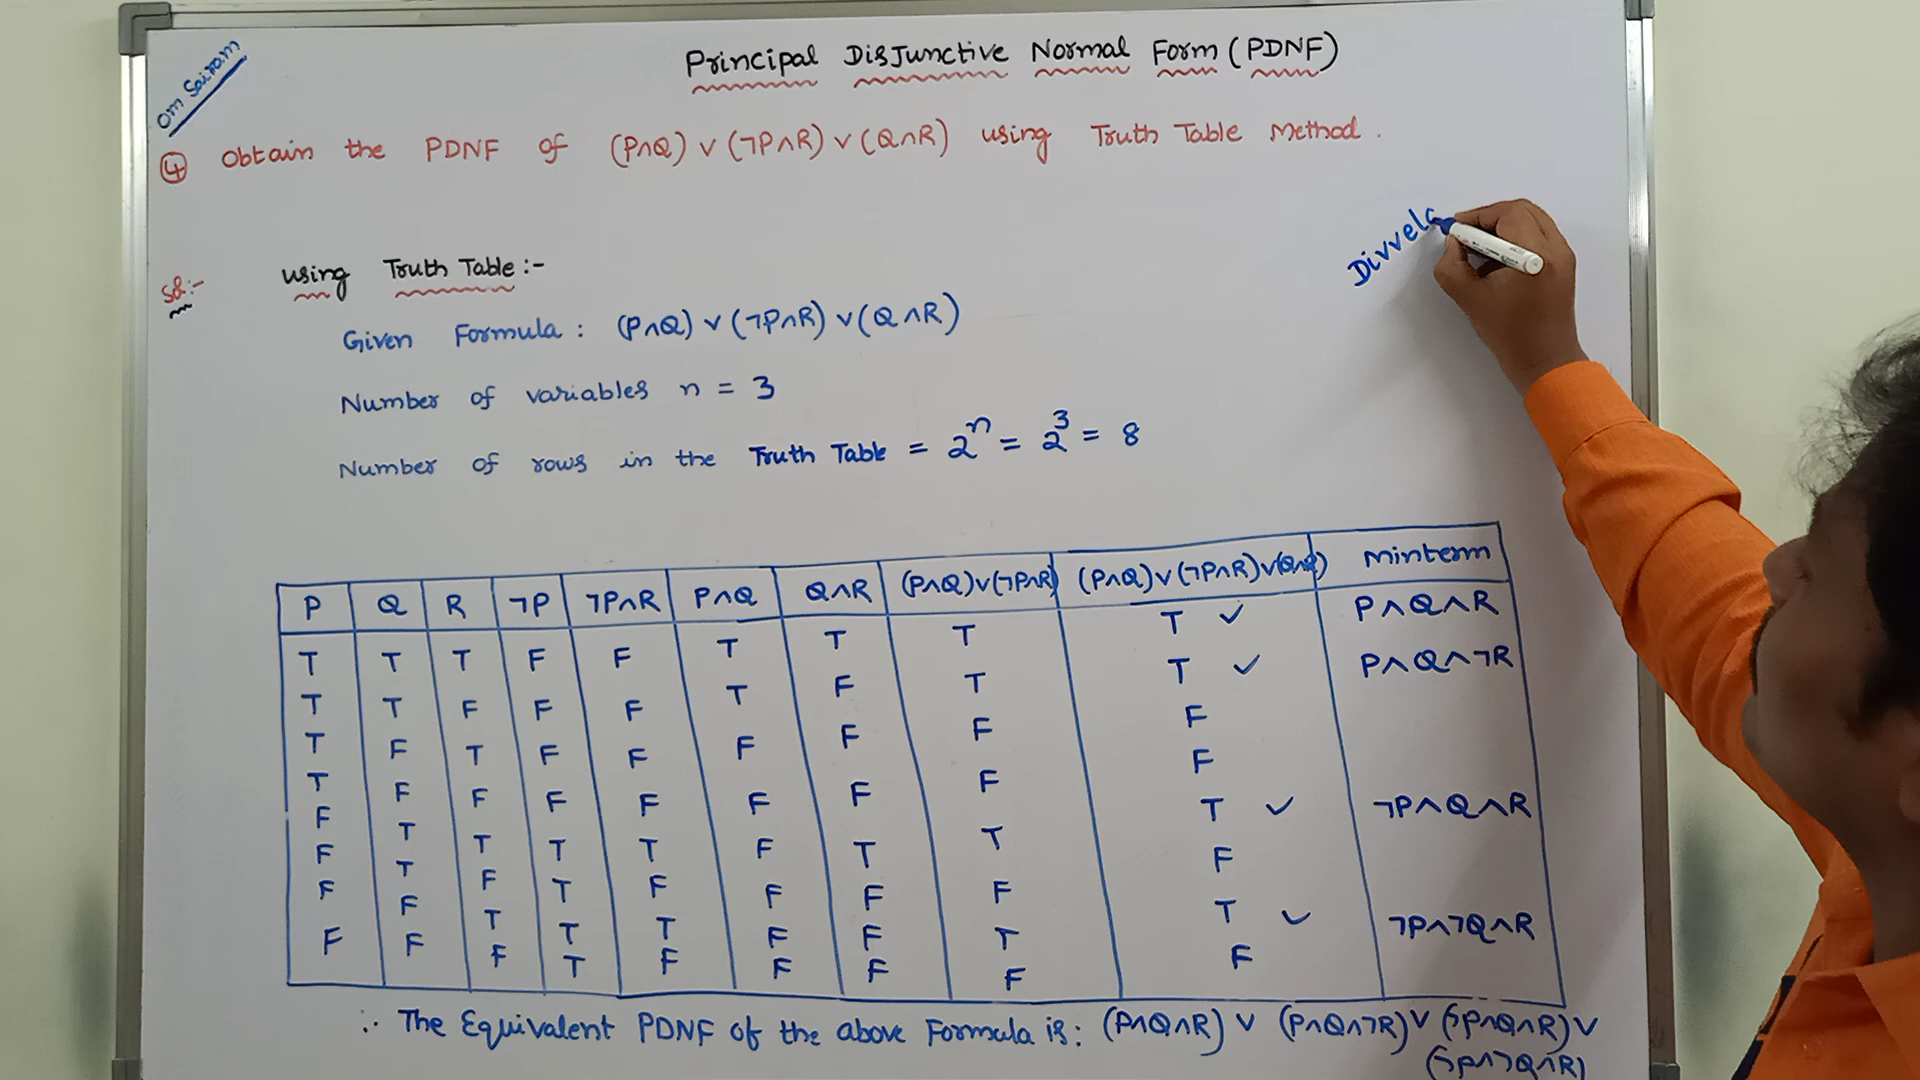 Om Sairam
Principal Disjunctive Normal Form (PDNF)
④ Obtain the PDNF of (P∧Q) ∨ (¬P∧R) ∨ (Q∧R) using Truth Table Method.
Divvela
Sol:- using Truth Table:-
Given Formula: (P∧Q) ∨ (¬P∧R) ∨ (Q∧R)
Number of variables n = 3
Number of rows in the Truth Table = 2^n = 2^3 = 8
P Q R ¬P ¬P∧R P∧Q Q∧R (P∧Q)∨(¬P∧R) (P∧Q)∨(¬P∧R)∨(Q∧R) Minterm
T T T F F T T T T ✓ P∧Q∧R
T T F F F T F T T ✓ P∧Q∧¬R
T F T F F F F F F
T F F F F F F F F
F T T T T F T T T ✓ ¬P∧Q∧R
F T F T F F F F F
F F T T T F F T T ✓ ¬P∧¬Q∧R
F F F T F F F F F
∴ The Equivalent PDNF of the above Formula is: (P∧Q∧R) ∨ (P∧Q∧¬R) ∨ (¬P∧Q∧R) ∨
(¬P∧¬Q∧R)